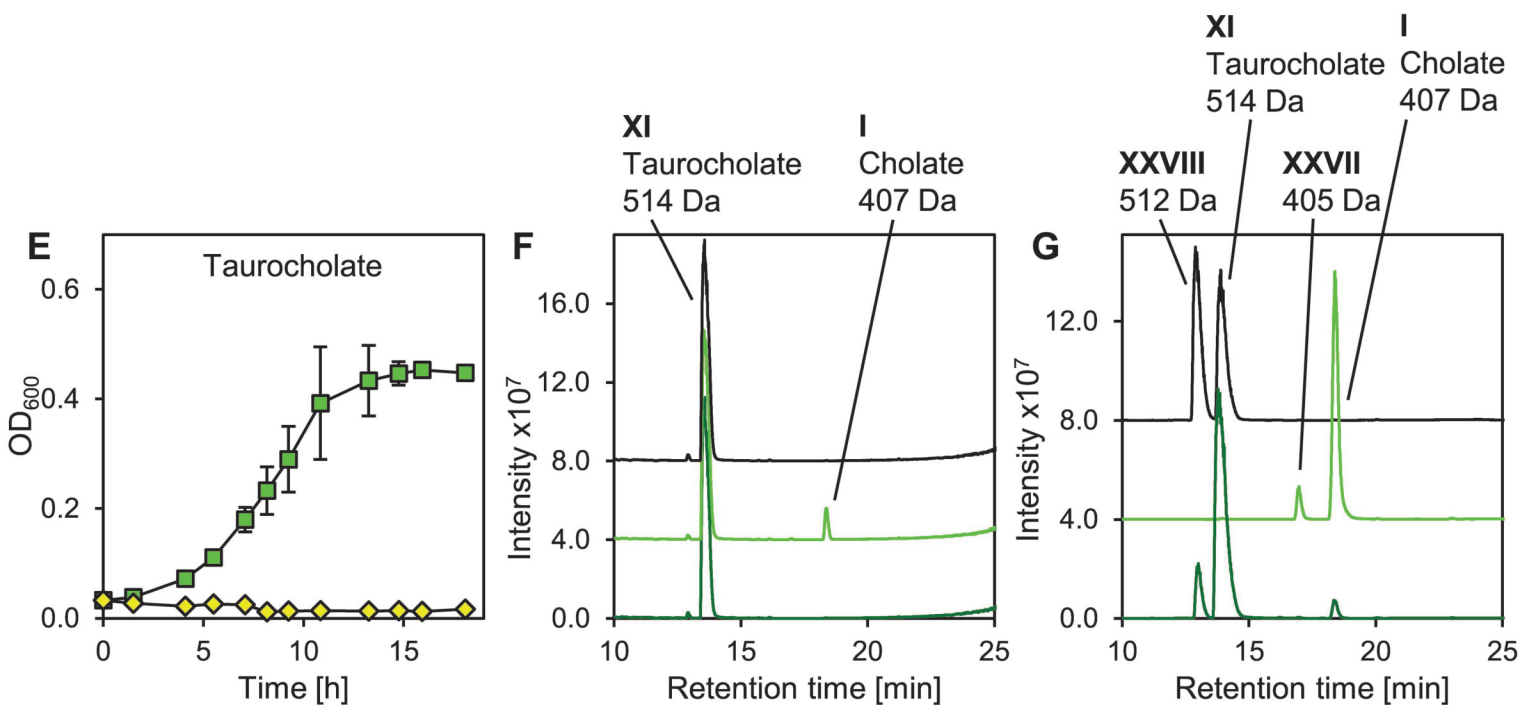 E
Taurocholate
0.6
0.4
0.2
0.0
OD600
0
5
10
15
Time [h]
F
XI
Taurocholate
514 Da
I
Cholate
407 Da
16.0
12.0
8.0
4.0
0.0
Intensity x10^7
10
15
20
25
Retention time [min]
G
XXVIII
512 Da
XI
Taurocholate
514 Da
XXVII
405 Da
I
Cholate
407 Da
12.0
8.0
4.0
0.0
Intensity x10^7
10
15
20
25
Retention time [min]